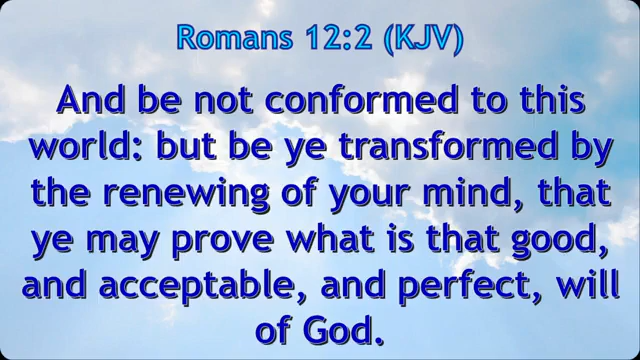 Romans 12:2 (KJV)
And be not conformed to this
world: but be ye transformed by
the renewing of your mind, that
ye may prove what is that good,
and acceptable, and perfect, will
of God.